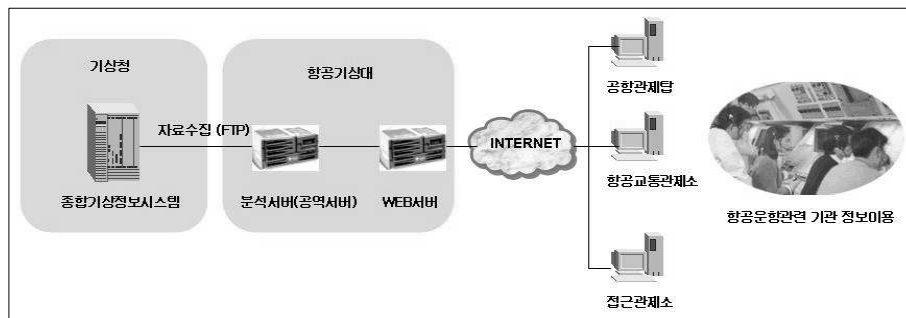 기상청
항공기상대
자료수집 (FTP)
종합기상정보시스템
분석서버(공역서버)
WEB서버
INTERNET
공항관제탑
항공교통관제소
접근관제소
항공운항관련 기관 정보이용